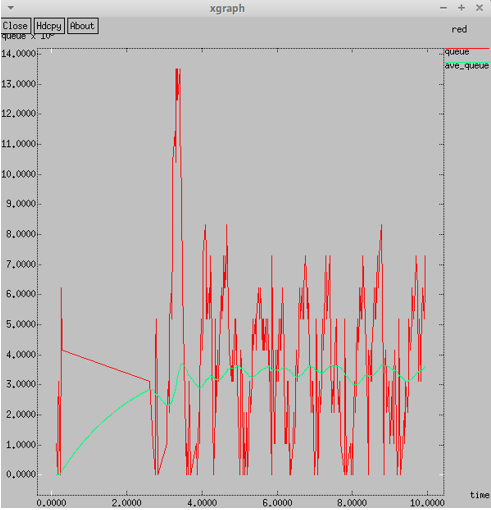 xgraph
Close Hdcpy About
red
queue x 10³
queue
ave_queue
14.0000
13.0000
12.0000
11.0000
10.0000
9.0000
8.0000
7.0000
6.0000
5.0000
4.0000
3.0000
2.0000
1.0000
0.0000
time
0.0000 2.0000 4.0000 6.0000 8.0000 10.0000